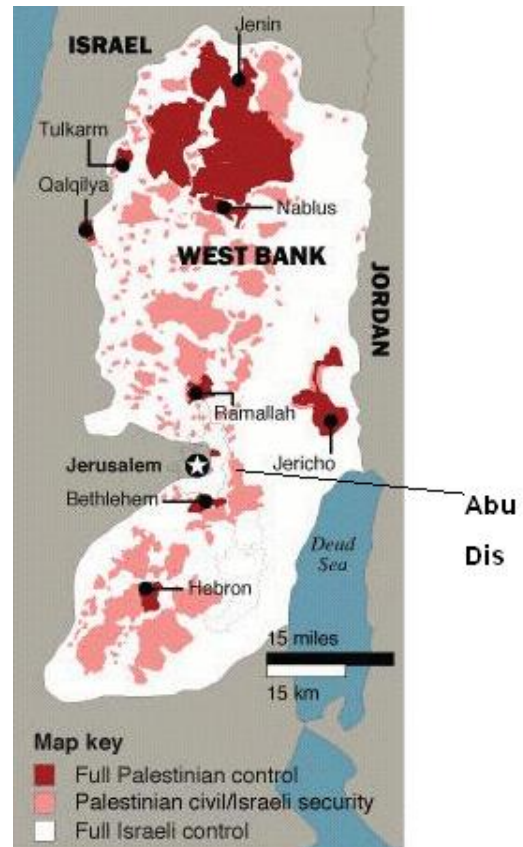 Jenin
ISRAEL
Tulkarm
Qalqilya
Nablus
WEST BANK
JORDAN
Ramallah
Jerusalem
Jericho
Bethlehem
Abu
Dis
Dead
Sea
Hebron
15 miles
15 km
Map key
Full Palestinian control
Palestinian civil/Israeli security
Full Israeli control